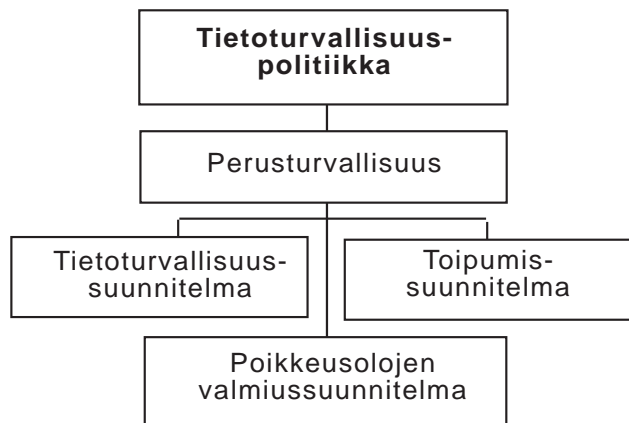 Tietoturvallisuus-
politiikka
Perusturvallisuus
Tietoturvallisuus-
suunnitelma
Toipumis-
suunnitelma
Poikkeusolojen
valmiussuunnitelma